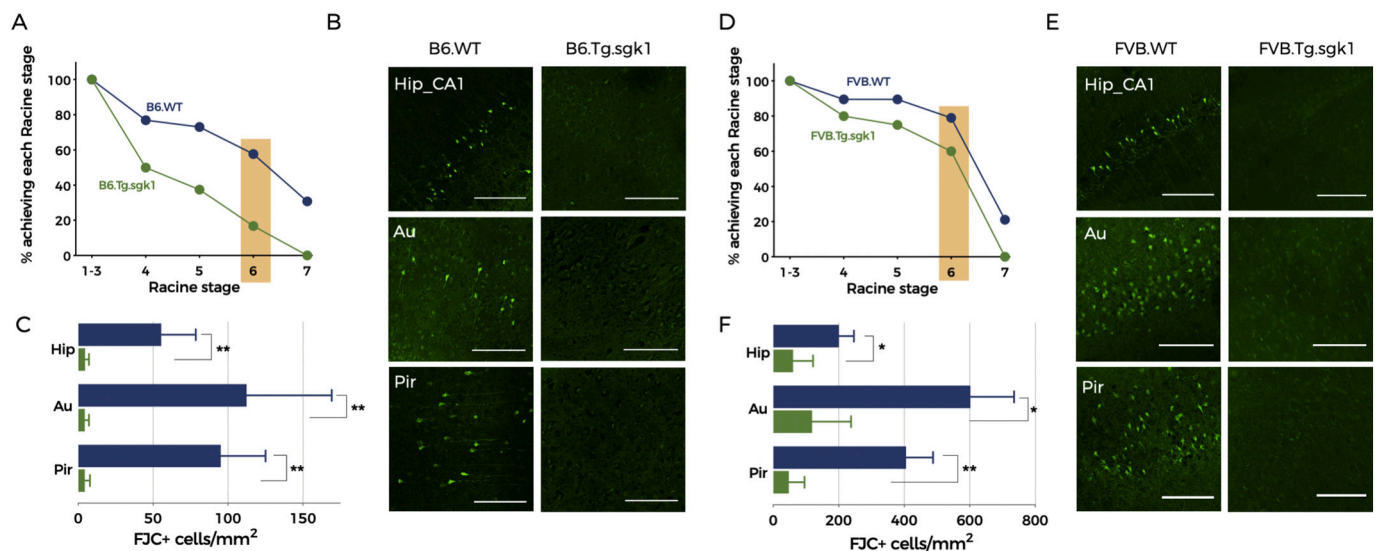 A
% achieving each Racine stage
100
80
60
40
20
0
B6.WT
B6.Tg.sgk1
1-3 4 5 6 7
Racine stage
B
B6.WT B6.Tg.sgk1
Hip_CA1
Au
Pir
C
Hip
**
Au
**
Pir
**
0 50 100 150
FJC+ cells/mm2
D
% achieving each Racine stage
100
80
60
40
20
0
FVB.WT
FVB.Tg.sgk1
1-3 4 5 6 7
Racine stage
E
FVB.WT FVB.Tg.sgk1
Hip_CA1
Au
Pir
F
Hip
*
Au
*
Pir
**
0 200 400 600 800
FJC+ cells/mm2